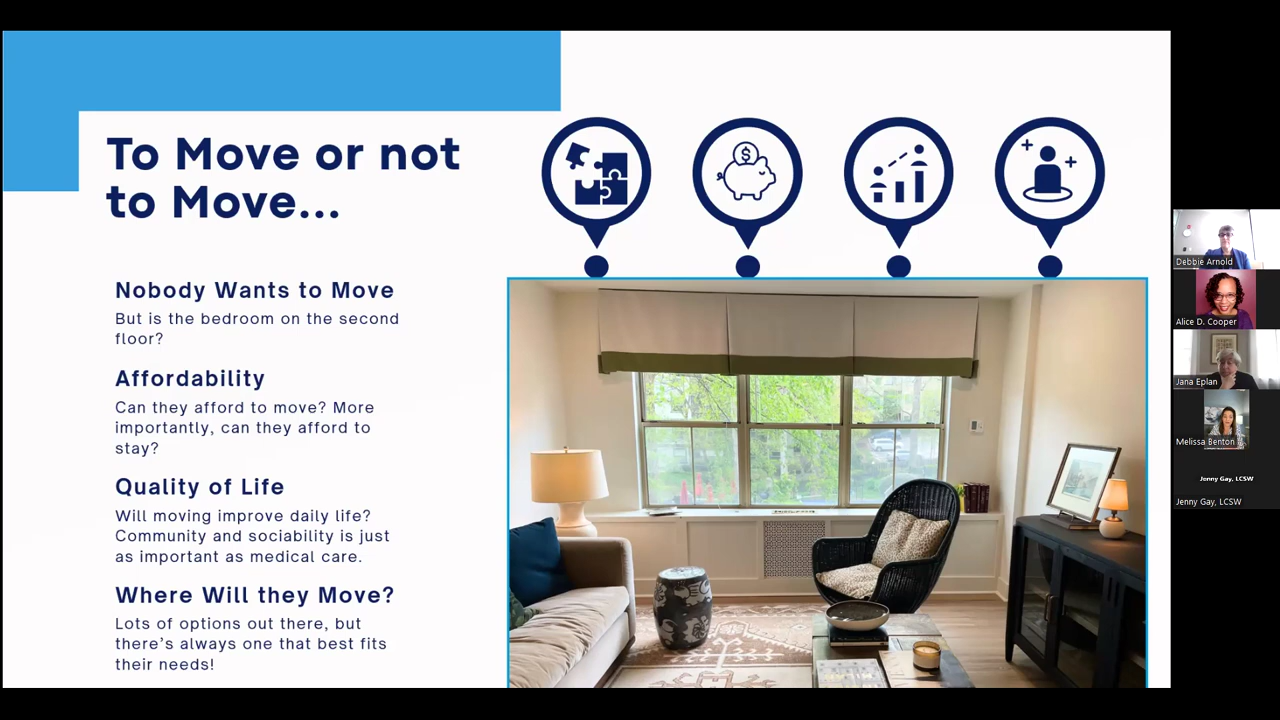 To Move or not
to Move...
Nobody Wants to Move
But is the bedroom on the second
floor?
Affordability
Can they afford to move? More
importantly, can they afford to
stay?
Quality of Life
Will moving improve daily life?
Community and sociability is just
as important as medical care.
Where Will they Move?
Lots of options out there, but
there's always one that best fits
their needs!
$
Debbie Arnold
Alice D. Cooper
Jana Eplan
Melissa Benton
Jenny Gay, LCSW
Jenny Gay, LCSW